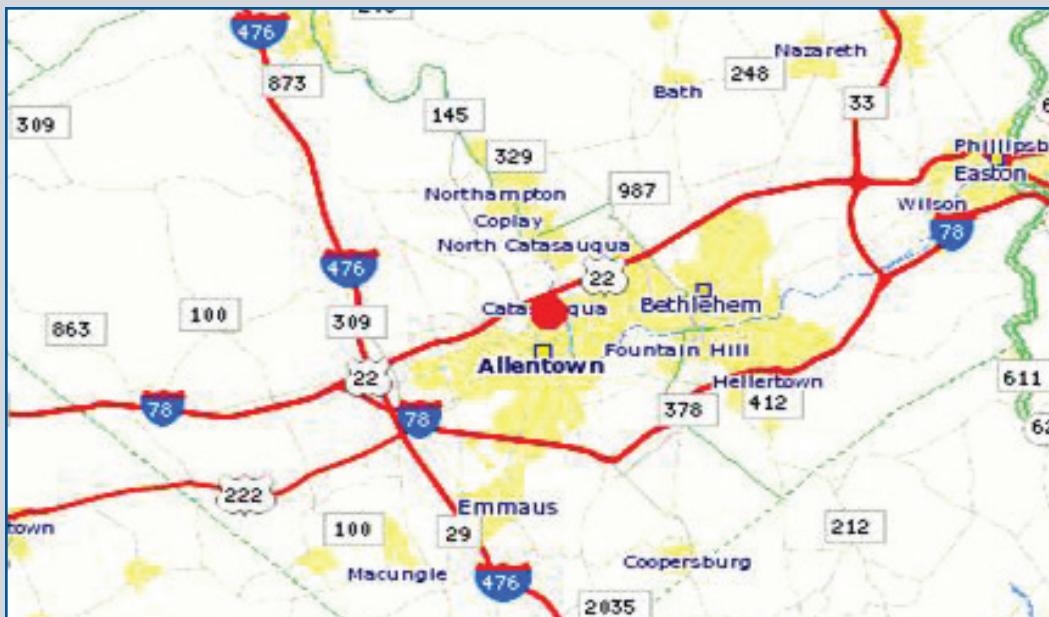 476
873
248
Nazareth
Bath
33
309
145
329
Phillipsb
Easton
Northampton
987
Willson
Coplay
78
North Catasauqua
476
22
Catasauqua
Bethlehem
100
863
309
Fountain Hill
Allentown
22
Hellertown
611
78
78
378
412
62
222
Emmaus
town
100
29
212
Coopersburg
Macungie
476
2035